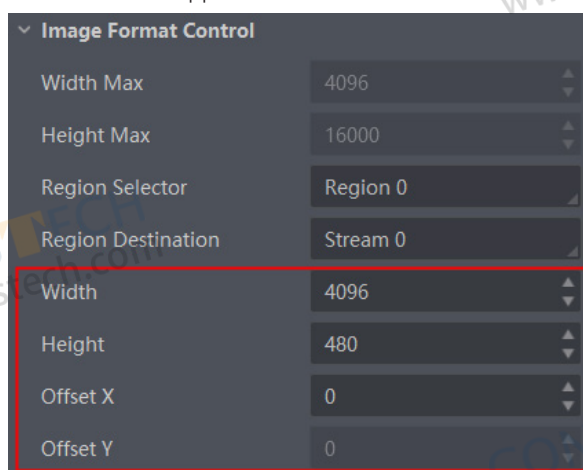 Image Format Control
Width Max 4096
Height Max 16000
Region Selector Region 0
Region Destination Stream 0
Width 4096
Height 480
Offset X 0
Offset Y 0